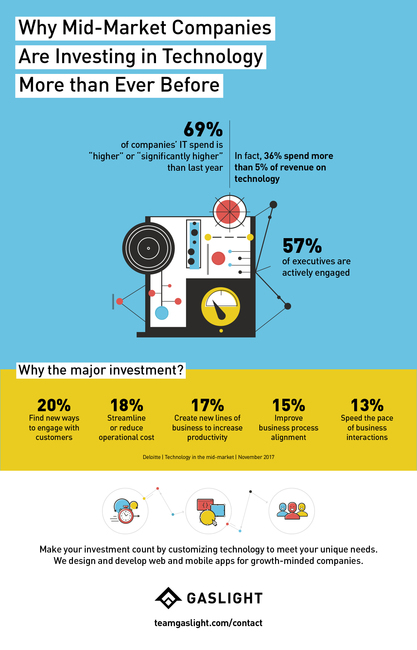 Why Mid-Market Companies
Are Investing in Technology
More than Ever Before
69%
of companies' IT spend is
"higher" or "significantly higher"
than last year
In fact, 36% spend more
than 5% of revenue on
technology
57%
of executives are
actively engaged
Why the major investment?
20%
Find new ways
to engage with
customers
18%
Streamline
or reduce
operational cost
17%
Create new lines of
business to increase
productivity
15%
Improve
business process
alignment
13%
Speed the pace
of business
interactions
Deloitte | Technology in the mid-market | November 2017
Make your investment count by customizing technology to meet your unique needs.
We design and develop web and mobile apps for growth-minded companies.
GASLIGHT
teamgaslight.com/contact